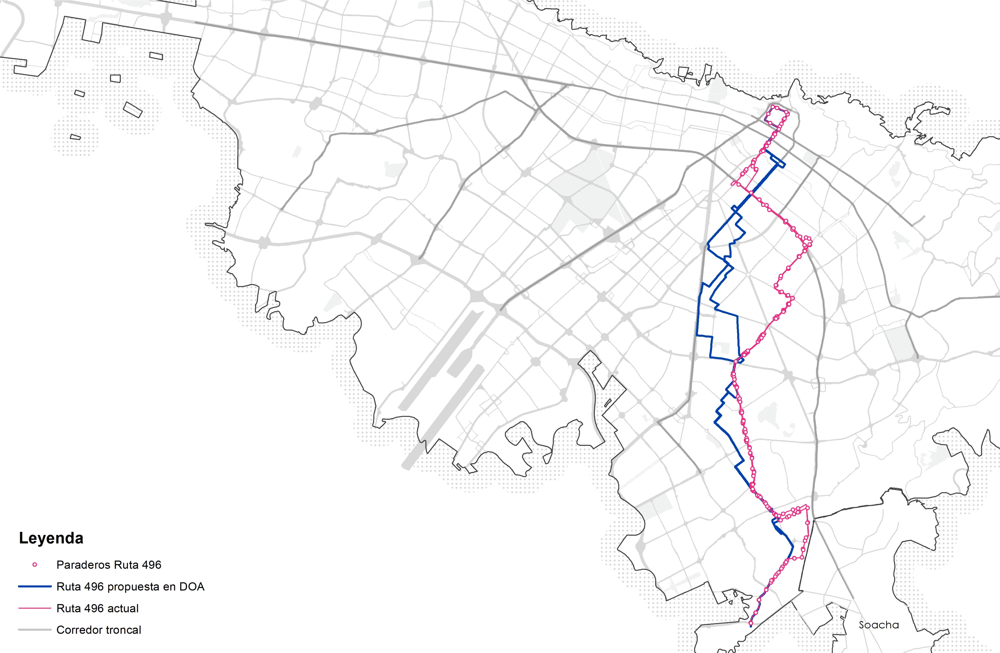 Leyenda
Paraderos Ruta 496
Ruta 496 propuesta en DOA
Ruta 496 actual
Corredor troncal
Soacha